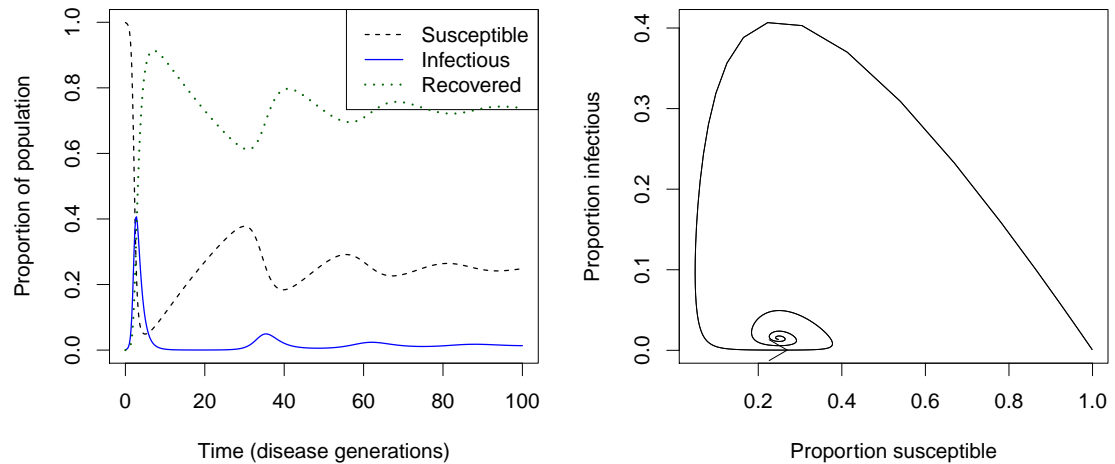 Proportion of population
1.0
0.8
0.6
0.4
0.2
0.0
Susceptible
Infectious
Recovered
0 20 40 60 80 100
Time (disease generations)
Proportion infectious
0.4
0.3
0.2
0.1
0.0
0.2 0.4 0.6 0.8 1.0
Proportion susceptible